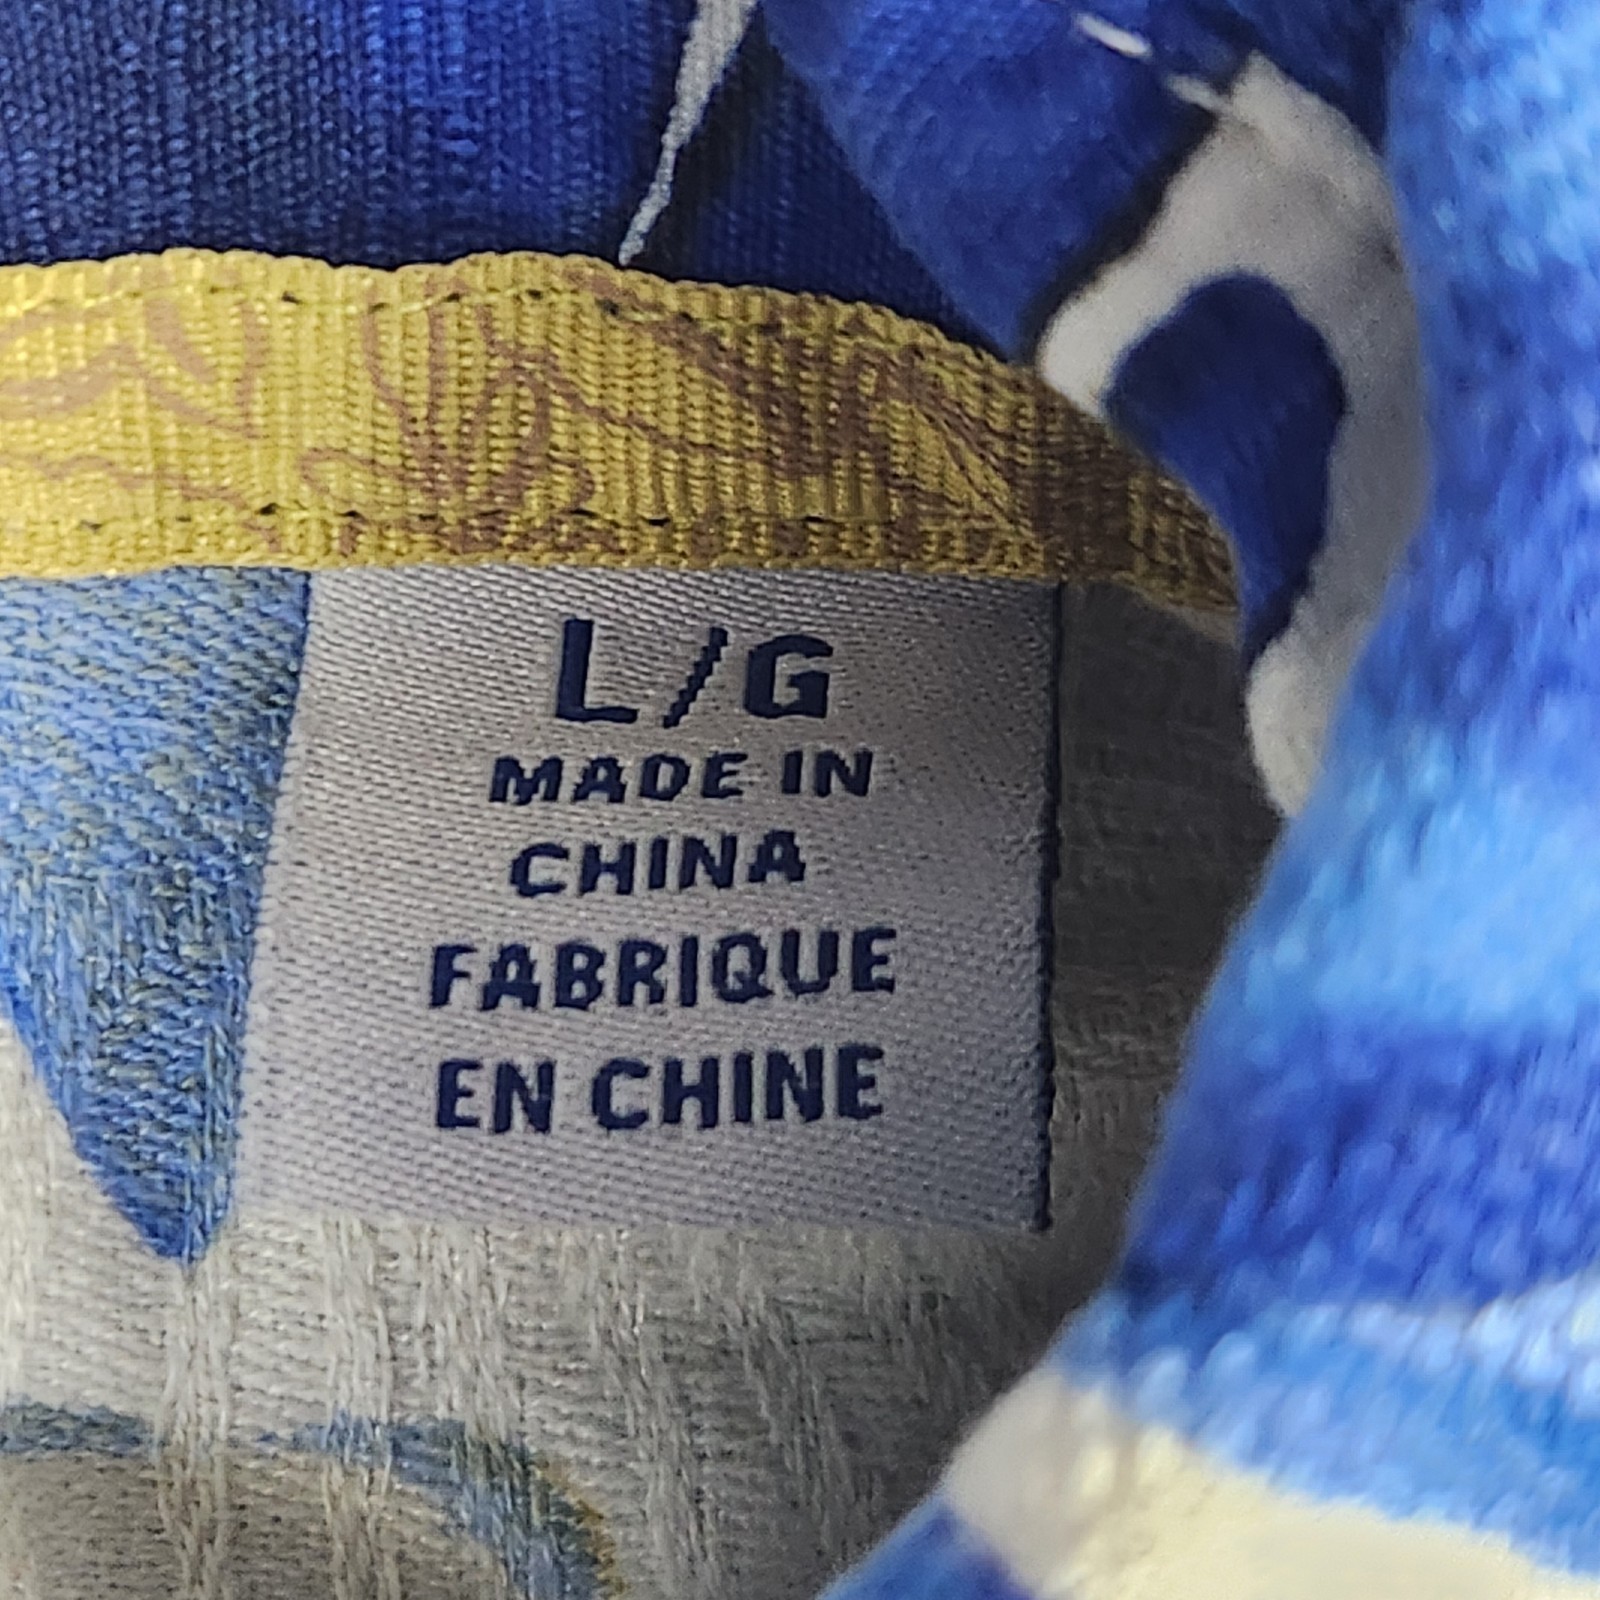 L/G
MADE IN
CHINA
FABRIQUE
EN CHINE